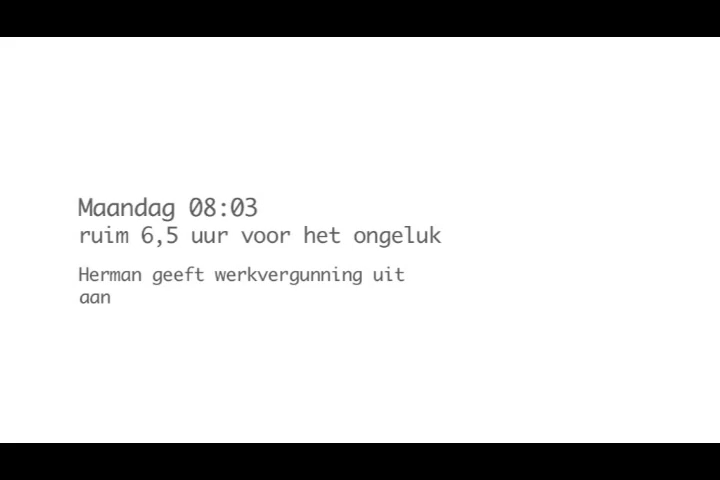 Maandag 08:03
ruim 6,5 uur voor het ongeluk
Herman geeft werkvergunning uit
aan